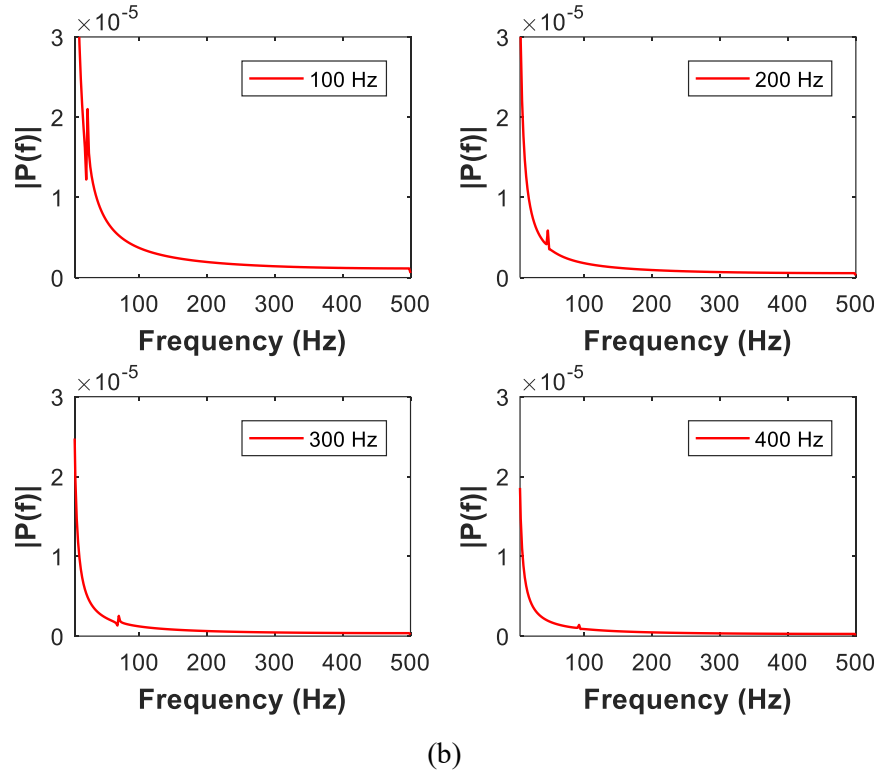 ×10⁻⁵ ×10⁻⁵
3 3
100 Hz 200 Hz
2 2
|P(f)| |P(f)|
1 1
0 0
100 200 300 400 500 100 200 300 400 500
Frequency (Hz) Frequency (Hz)
×10⁻⁵ ×10⁻⁵
3 3
300 Hz 400 Hz
2 2
|P(f)| |P(f)|
1 1
0 0
100 200 300 400 500 100 200 300 400 500
Frequency (Hz) Frequency (Hz)
(b)